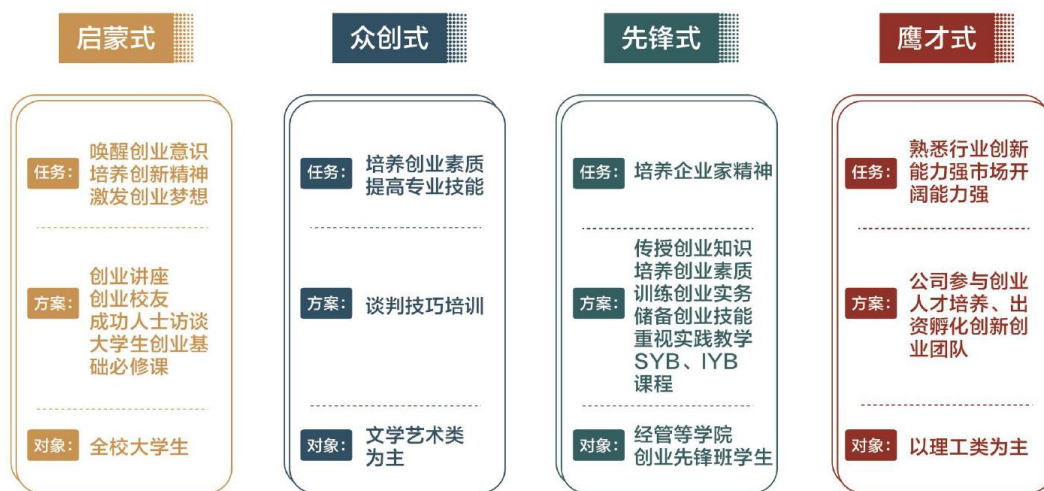 启蒙式
任务：
唤醒创业意识
培养创新精神
激发创业梦想
方案：
创业讲座
创业校友
成功人士访谈
大学生创业基
础必修课
对象：
全校大学生
众创式
任务：
培养创业素质
提高专业技能
方案：
谈判技巧培训
对象：
文学艺术类
为主
先锋式
任务：
培养企业家精神
方案：
传授创业知识
培养创业素质
训练创业实务
储备创业技能
重视实践教学
SYB、IYB
课程
对象：
经管等学院
创业先锋班学生
鹰才式
任务：
熟悉行业创新
能力强市场开
阔能力强
方案：
公司参与创业
人才培养、出
资孵化创新创
业团队
对象：
以理工类为主